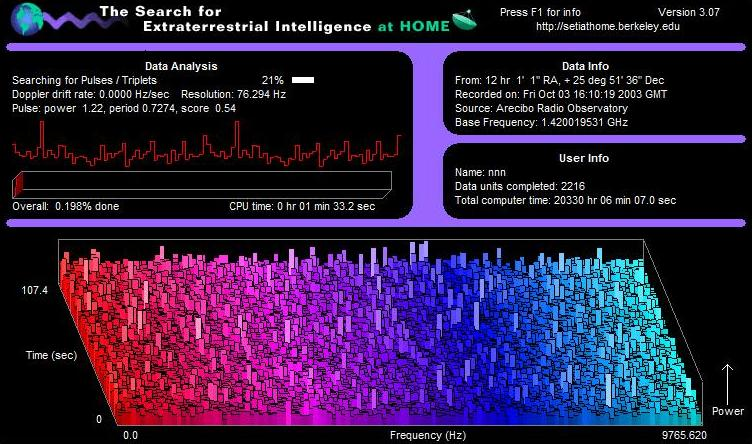 The Search for
Extraterrestrial Intelligence at HOME
Press F1 for info
Version 3.07
http://setiathome.berkeley.edu
Data Analysis
Searching for Pulses / Triplets
21%
Doppler drift rate: 0.0000 Hz/sec Resolution: 76.294 Hz
Pulse: power 1.22, period 0.7274, score 0.54
Overall: 0.198% done
CPU time: 0 hr 01 min 33.2 sec
Data Info
From: 12 hr 1' 1" RA, + 25 deg 51' 36" Dec
Recorded on: Fri Oct 03 16:10:19 2003 GMT
Source: Arecibo Radio Observatory
Base Frequency: 1.420019531 GHz
User Info
Name: nnn
Data units completed: 2216
Total computer time: 20330 hr 06 min 07.0 sec
107.4
Time (sec)
0
0.0
Frequency (Hz)
9765.620
Power